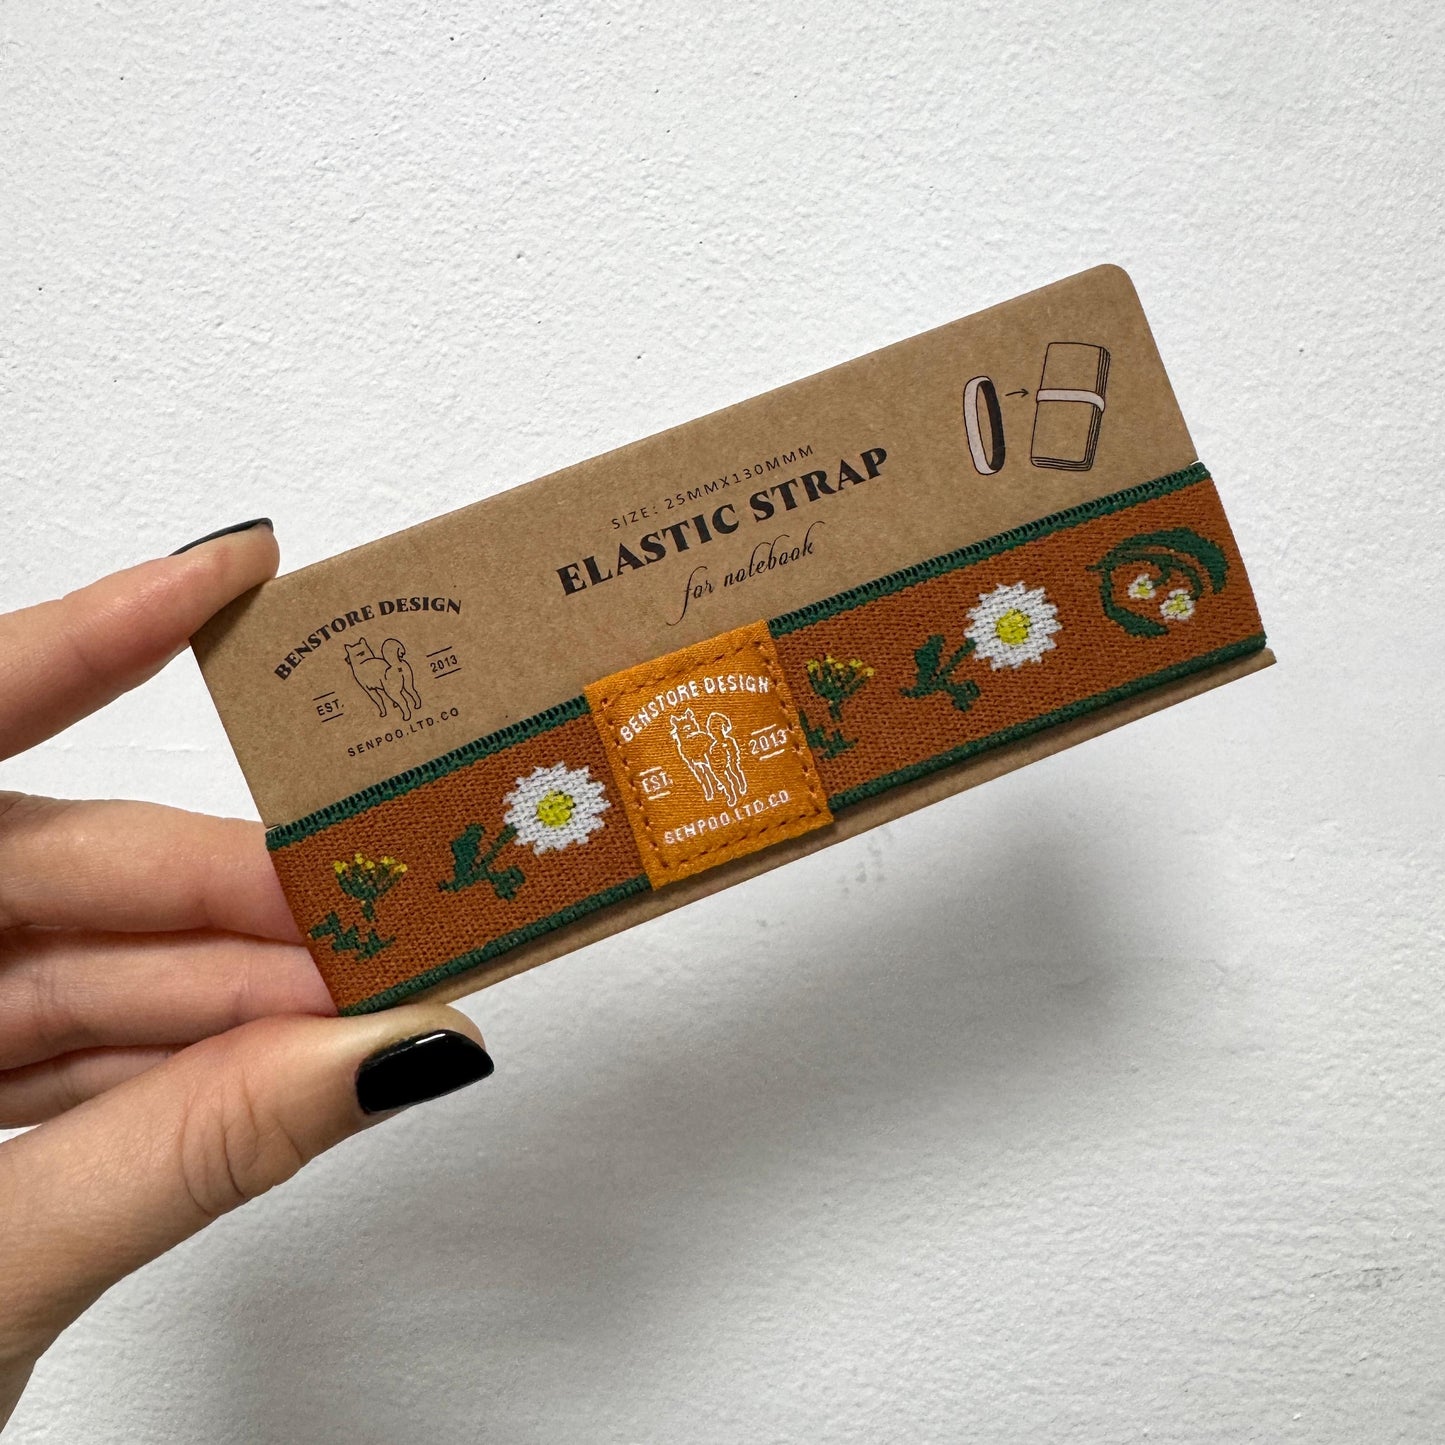 SIZE: 25MMX130MMM
ELASTIC STRAP
for notebook
BENSTORE DESIGN
EST. 2013
SENPOO.LTD.CO
BENSTORE DESIGN
EST. 2013
SENPOO.LTD.CO